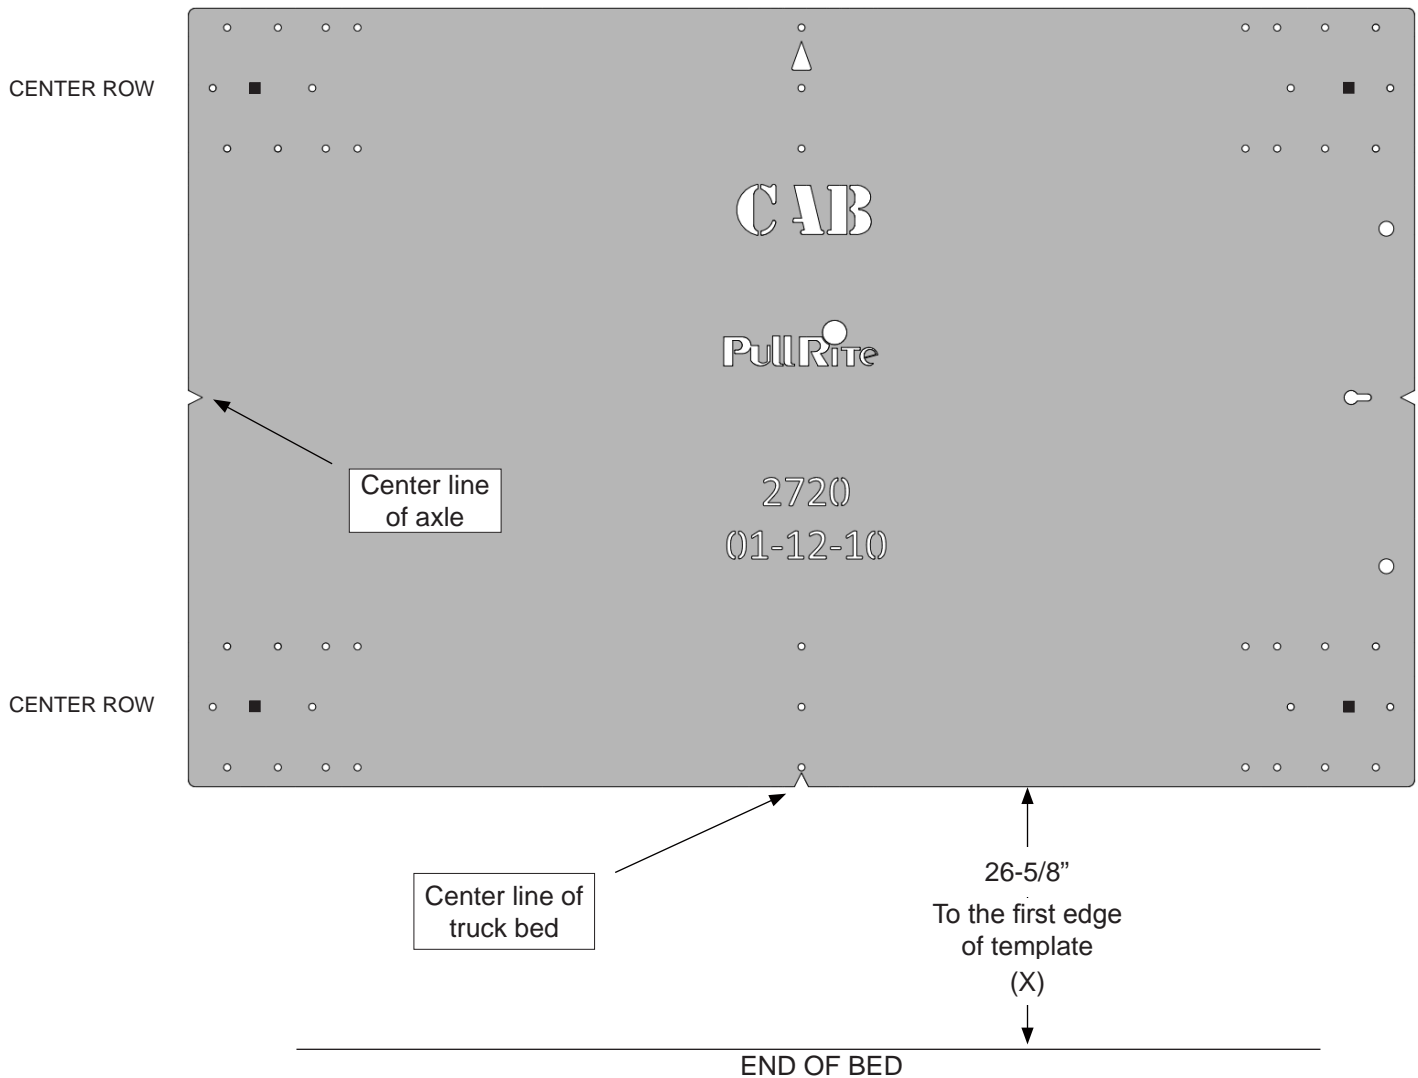 CENTER ROW
CAB
PullRite
Center line
of axle
2720
01-12-10
CENTER ROW
Center line of
truck bed
26-5/8”
To the first edge
of template
(X)
END OF BED